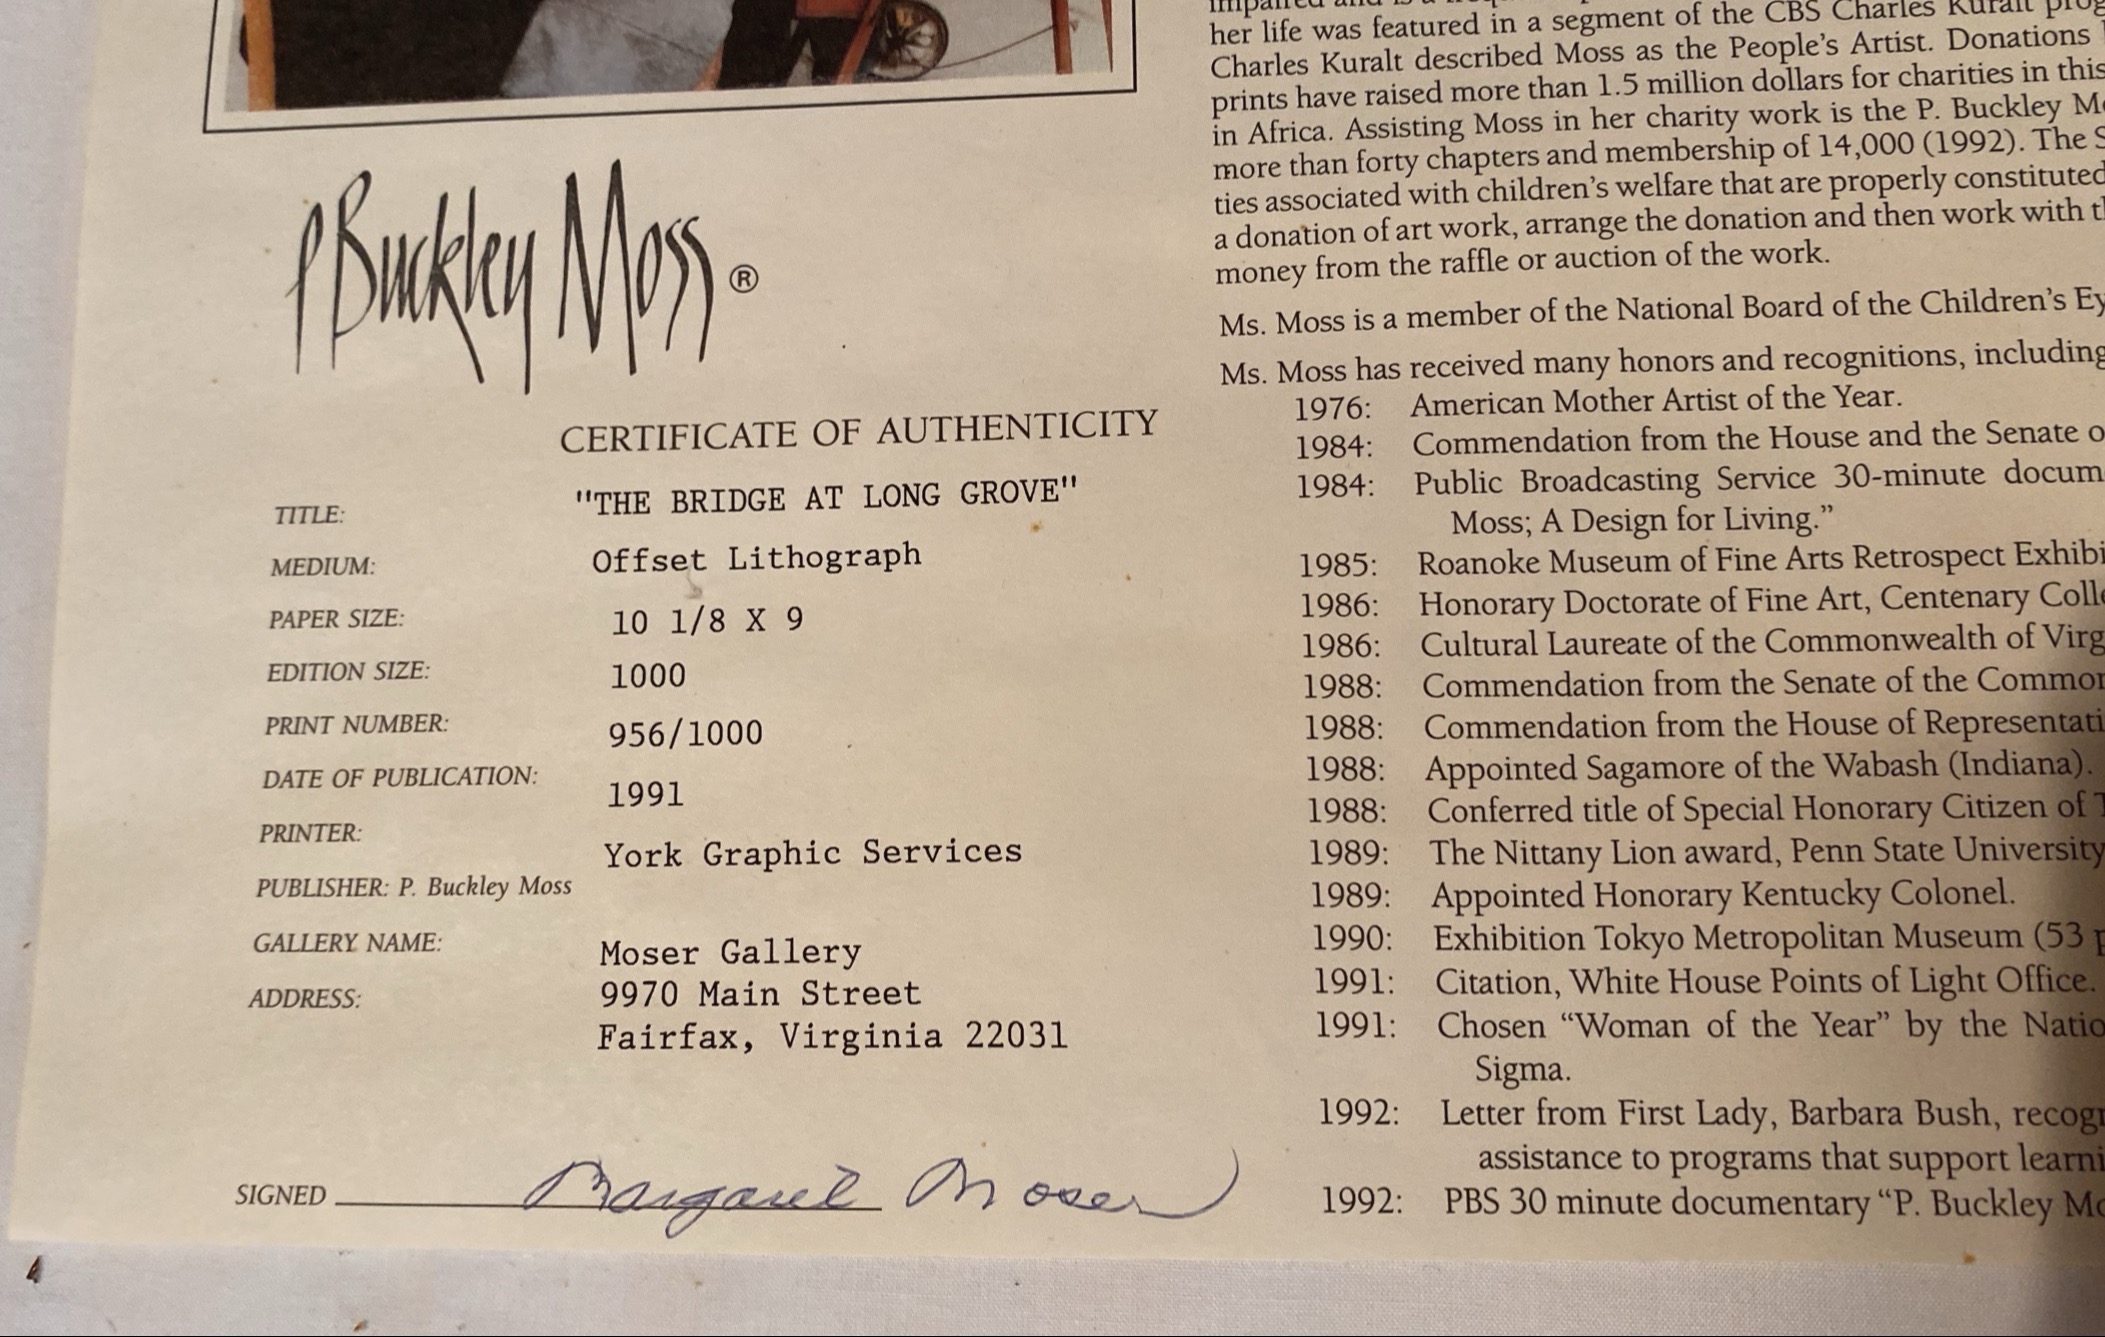 her life was featured in a segment of the CBS Charles Kuralt
Charles Kuralt described Moss as the People's Artist. Donations
prints have raised more than 1.5 million dollars for charities in this
in Africa. Assisting Moss in her charity work is the P. Buckley
more than forty chapters and membership of 14,000 (1992). The
ties associated with children's welfare that are properly constituted
a donation of art work, arrange the donation and then work with
money from the raffle or auction of the work.
Ms. Moss is a member of the National Board of the Children's
Ms. Moss has received many honors and recognitions, including
1976: American Mother Artist of the Year.
1984: Commendation from the House and the Senate
1984: Public Broadcasting Service 30-minute
Moss; A Design for Living.”
1985: Roanoke Museum of Fine Arts Retrospect
1986: Honorary Doctorate of Fine Art, Centenary
1986: Cultural Laureate of the Commonwealth of
1988: Commendation from the Senate of the
1988: Commendation from the House of
1988: Appointed Sagamore of the Wabash (Indiana).
1988: Conferred title of Special Honorary Citizen of
1989: The Nittany Lion award, Penn State University
1989: Appointed Honorary Kentucky Colonel.
1990: Exhibition Tokyo Metropolitan Museum (53
1991: Citation, White House Points of Light Office.
1991: Chosen “Woman of the Year” by the
Sigma.
1992: Letter from First Lady, Barbara Bush,
assistance to programs that support
1992: PBS 30 minute documentary “P. Buckley
P Buckley Moss ®
CERTIFICATE OF AUTHENTICITY
TITLE: "THE BRIDGE AT LONG GROVE"
MEDIUM: Offset Lithograph
PAPER SIZE: 10 1/8 X 9
EDITION SIZE: 1000
PRINT NUMBER: 956/1000
DATE OF PUBLICATION: 1991
PRINTER: York Graphic Services
PUBLISHER: P. Buckley Moss
GALLERY NAME: Moser Gallery
ADDRESS: 9970 Main Street
Fairfax, Virginia 22031
SIGNED Margaret Moser